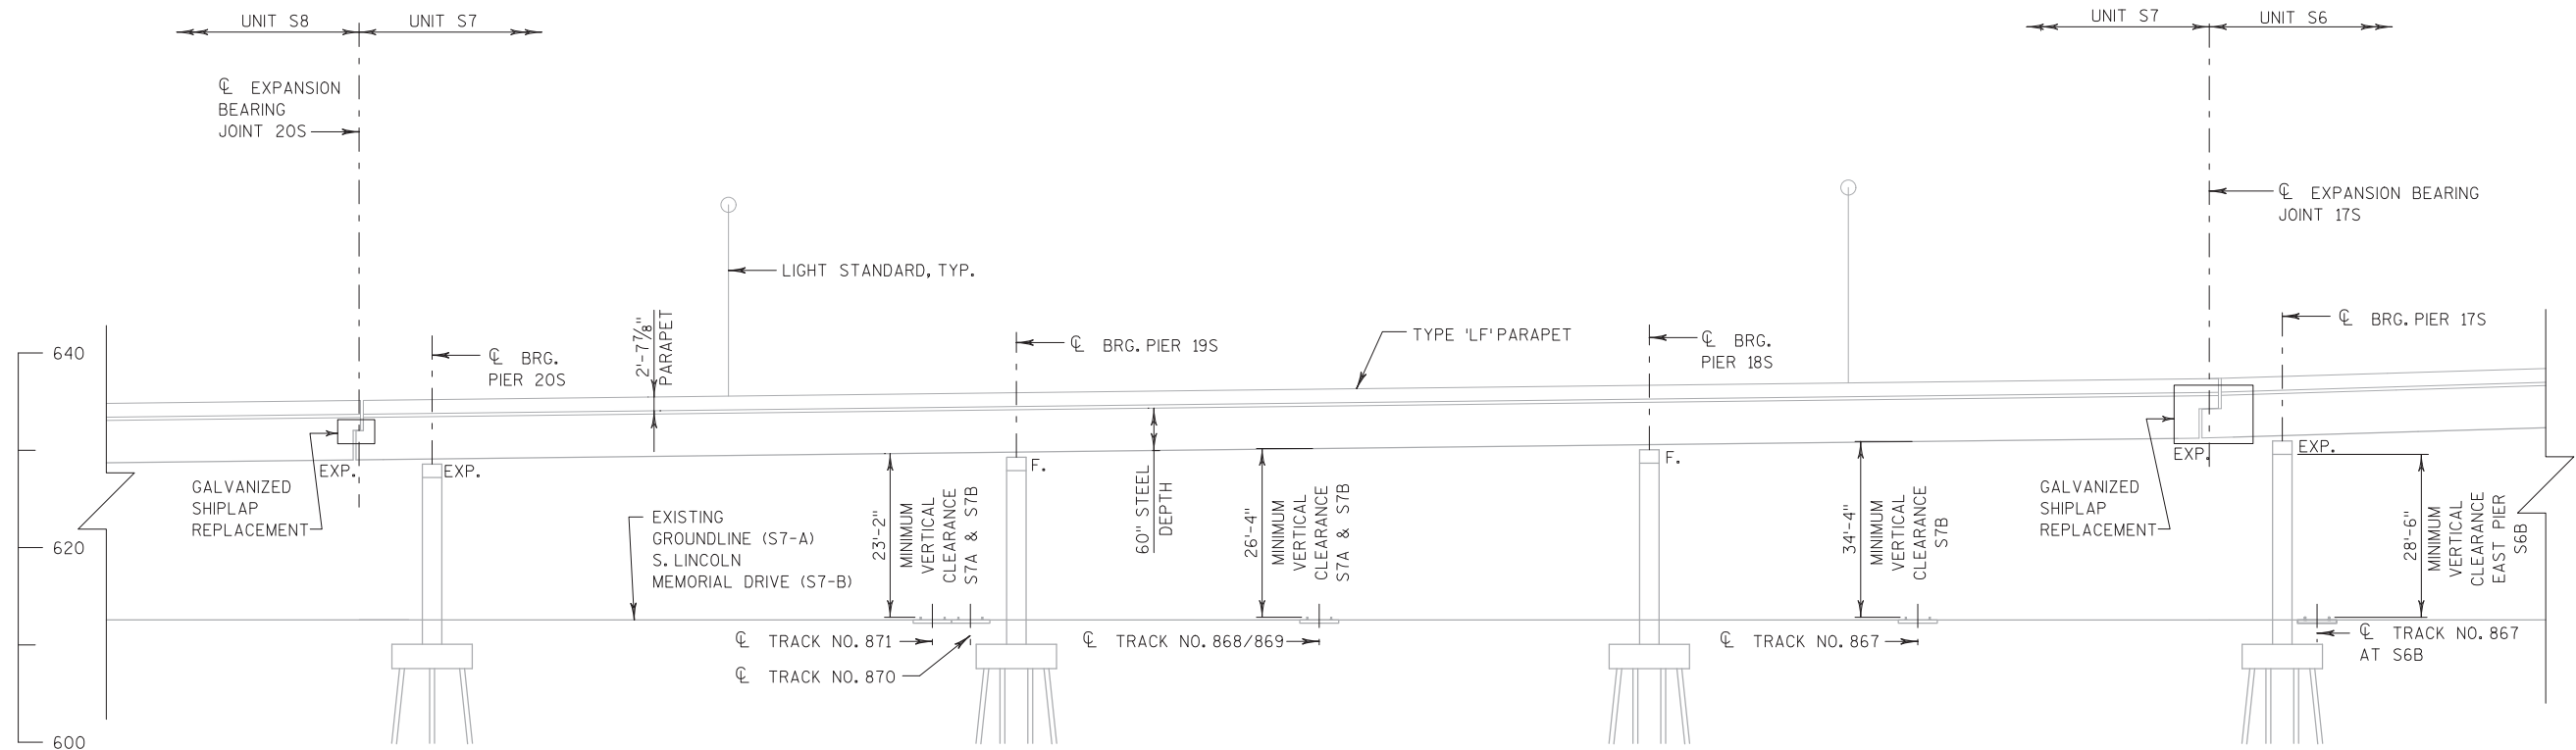 UNIT S8
UNIT S7
UNIT S7
UNIT S6
℄ EXPANSION
BEARING
JOINT 20S
℄ EXPANSION BEARING
JOINT 17S
LIGHT STANDARD, TYP.
2'-7⅞"
PARAPET
℄ BRG.
PIER 20S
℄ BRG. PIER 19S
TYPE 'LF' PARAPET
℄ BRG.
PIER 18S
℄ BRG. PIER 17S
640
620
600
EXP.
EXP.
F.
F.
EXP.
EXP.
GALVANIZED
SHIPLAP
REPLACEMENT
EXISTING
GROUNDLINE (S7-A)
S. LINCOLN
MEMORIAL DRIVE (S7-B)
23'-2"
MINIMUM
VERTICAL
CLEARANCE
S7A & S7B
60" STEEL
DEPTH
26'-4"
MINIMUM
VERTICAL
CLEARANCE
S7A & S7B
34'-4"
MINIMUM
VERTICAL
CLEARANCE
S7B
GALVANIZED
SHIPLAP
REPLACEMENT
28'-6"
MINIMUM
VERTICAL
CLEARANCE
EAST PIER
S6B
℄ TRACK NO. 871
℄ TRACK NO. 870
℄ TRACK NO. 868/869
℄ TRACK NO. 867
℄ TRACK NO. 867
AT S6B